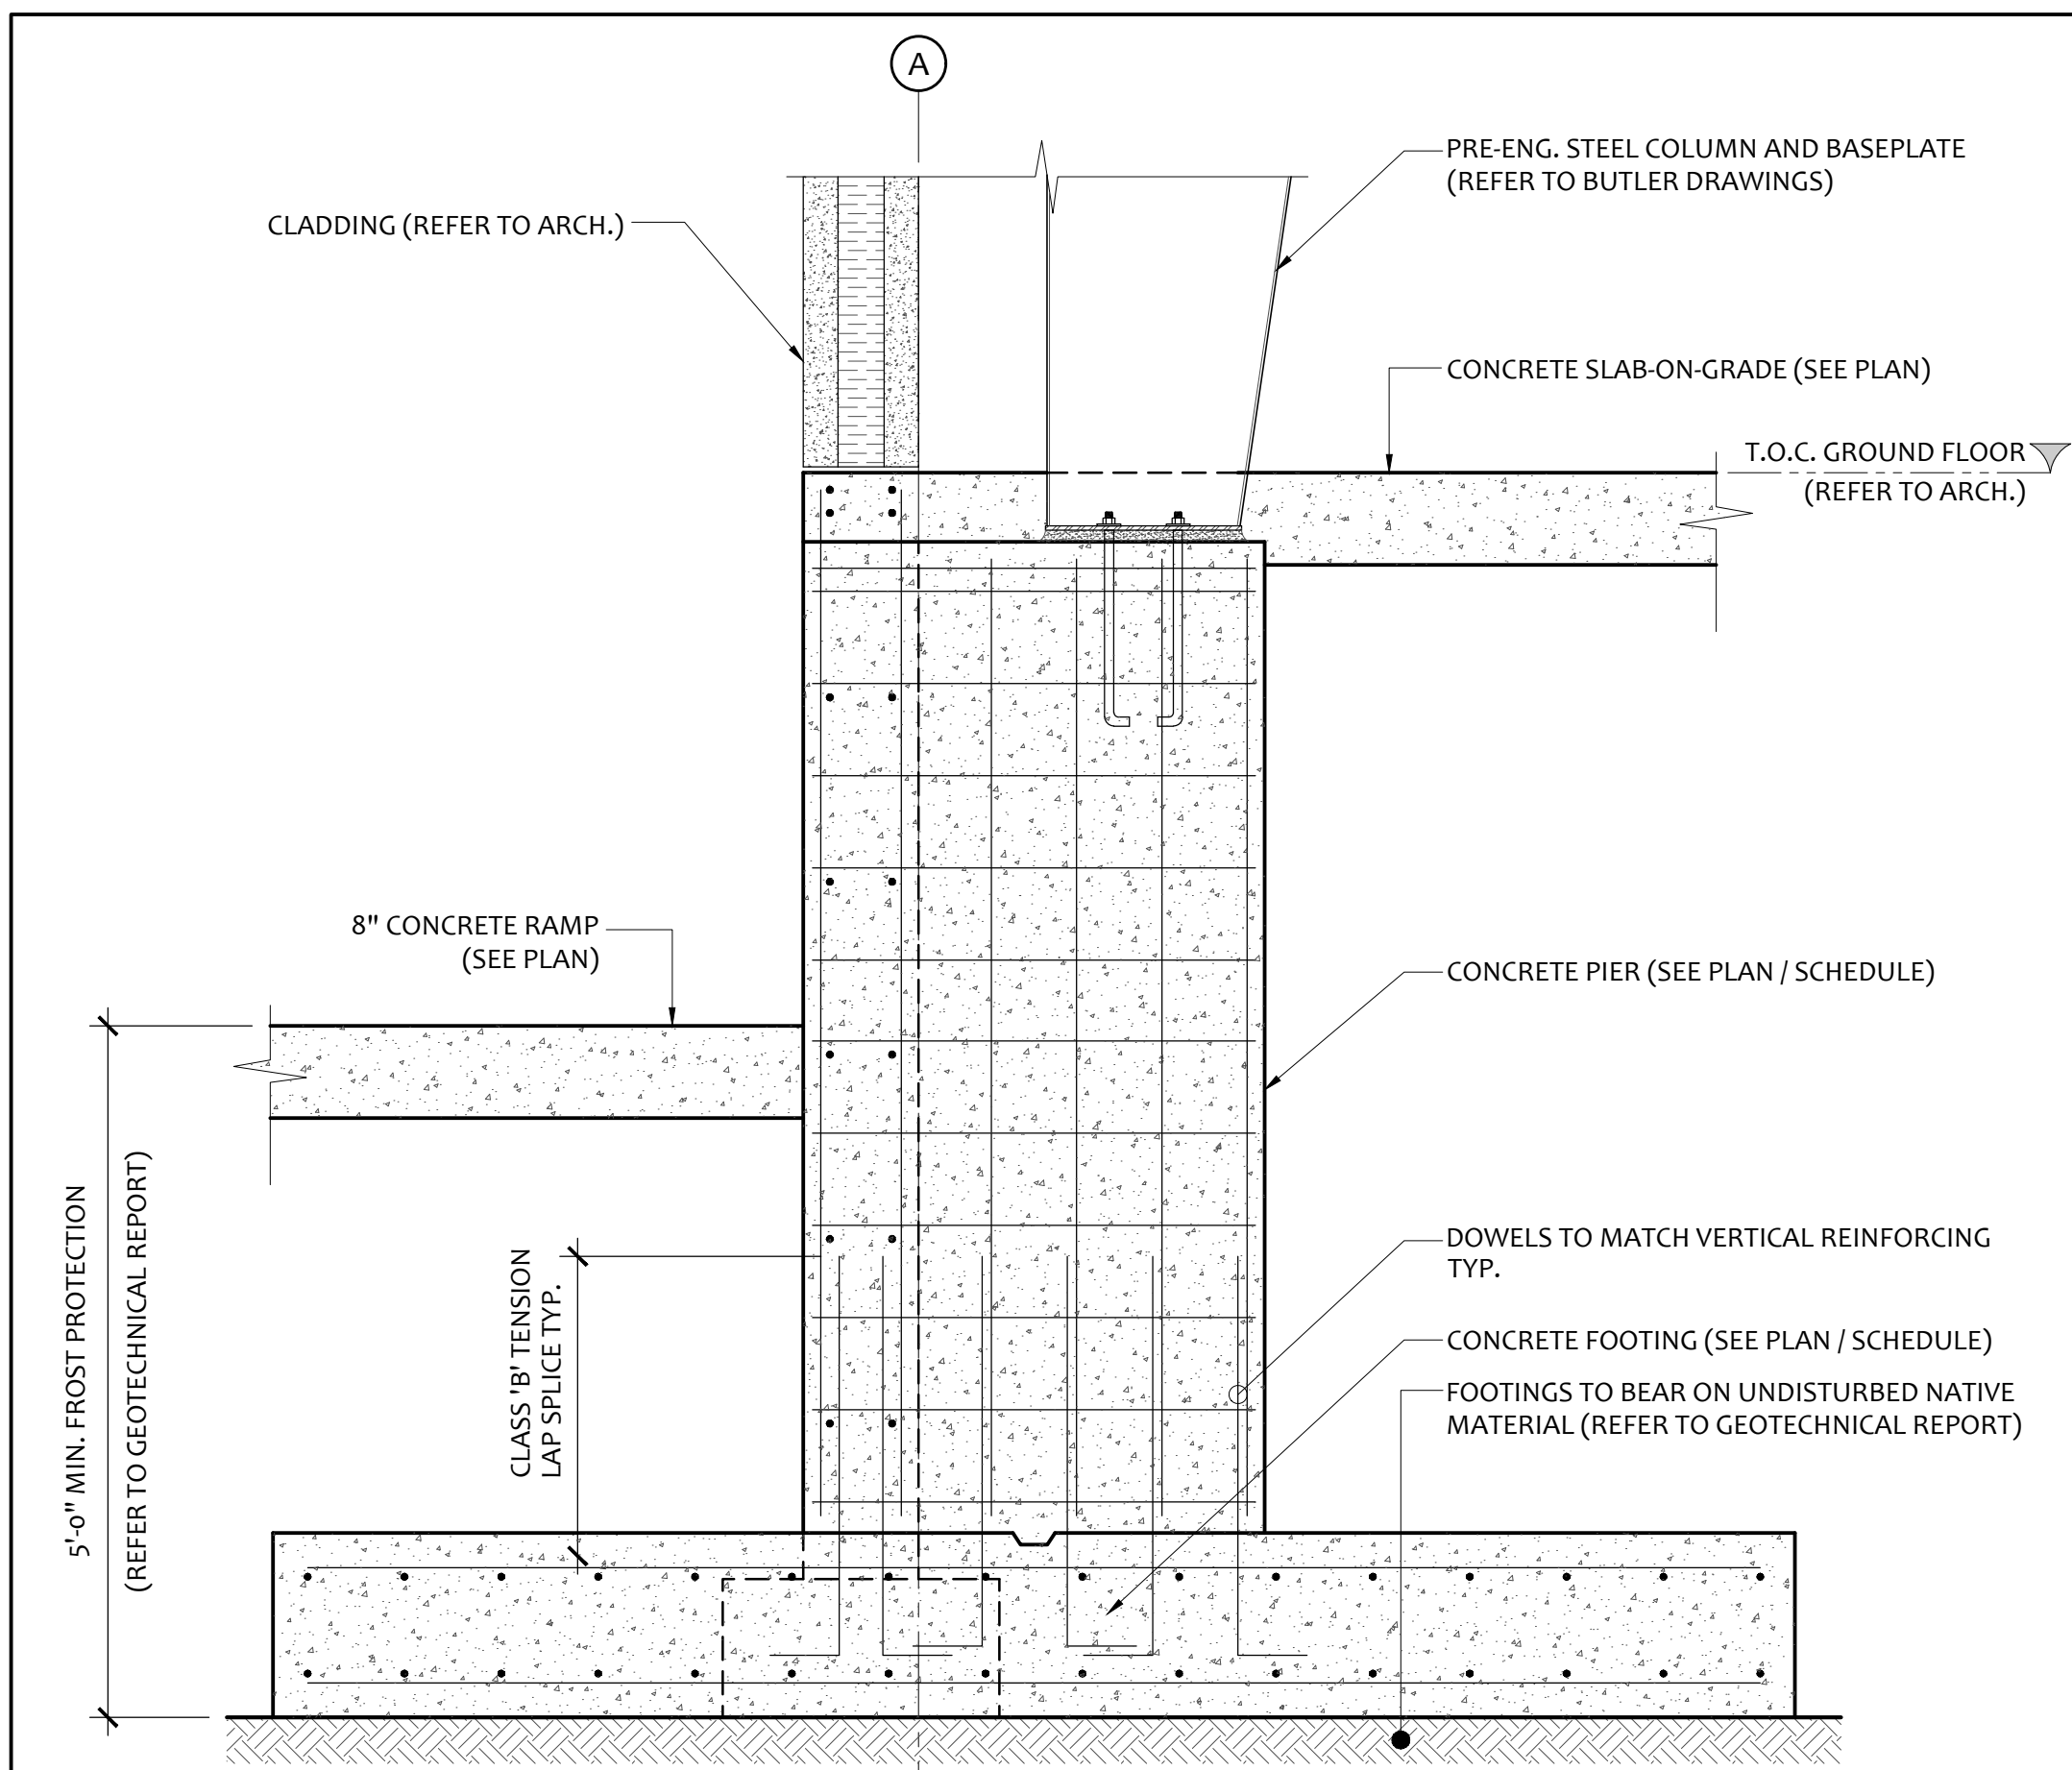 A
PRE-ENG. STEEL COLUMN AND BASEPLATE
(REFER TO BUTLER DRAWINGS)
CLADDING (REFER TO ARCH.)
CONCRETE SLAB-ON-GRADE (SEE PLAN)
T.O.C. GROUND FLOOR
(REFER TO ARCH.)
8" CONCRETE RAMP
(SEE PLAN)
CONCRETE PIER (SEE PLAN / SCHEDULE)
5'-0" MIN. FROST PROTECTION
(REFER TO GEOTECHNICAL REPORT)
CLASS 'B' TENSION
LAP SPLICE TYP.
DOWELS TO MATCH VERTICAL REINFORCING
TYP.
CONCRETE FOOTING (SEE PLAN / SCHEDULE)
FOOTINGS TO BEAR ON UNDISTURBED NATIVE
MATERIAL (REFER TO GEOTECHNICAL REPORT)